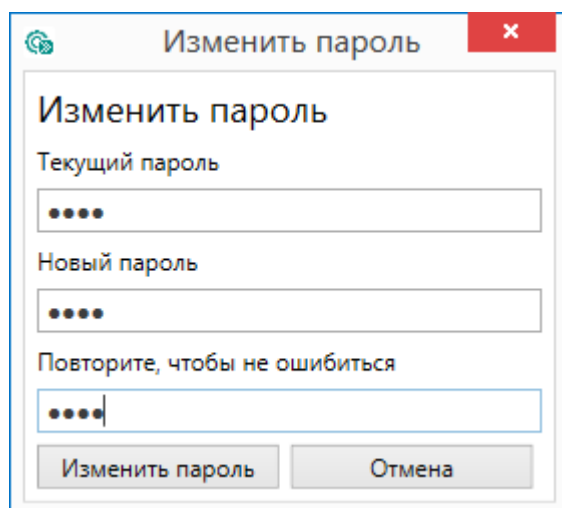 Изменить пароль
Изменить пароль
Текущий пароль
••••
Новый пароль
••••
Повторите, чтобы не ошибиться
••••
Изменить пароль Отмена